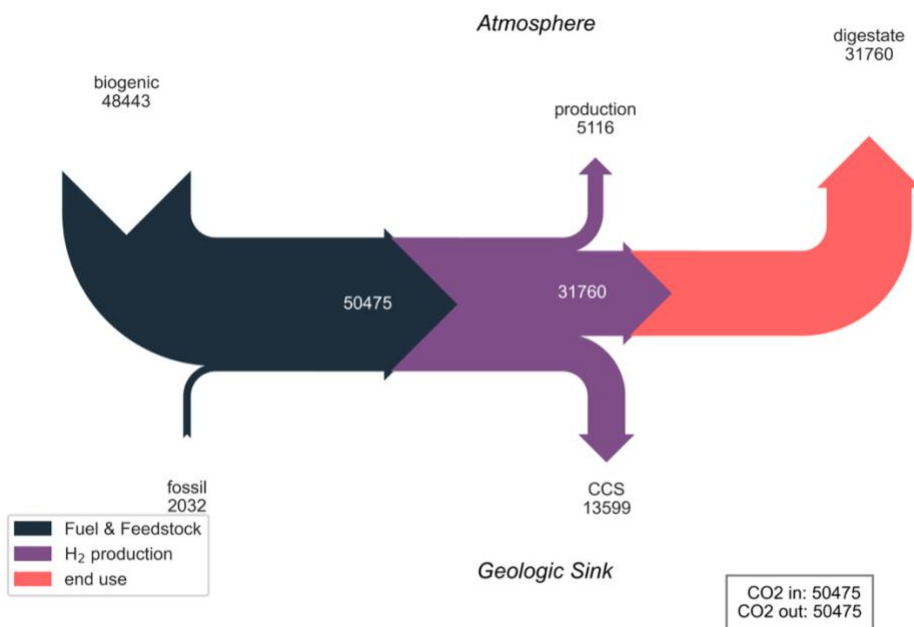 Atmosphere
digestate
31760
biogenic
48443
production
5116
50475
31760
fossil
2032
CCS
13599
Fuel & Feedstock
H₂ production
end use
Geologic Sink
CO2 in: 50475
CO2 out: 50475